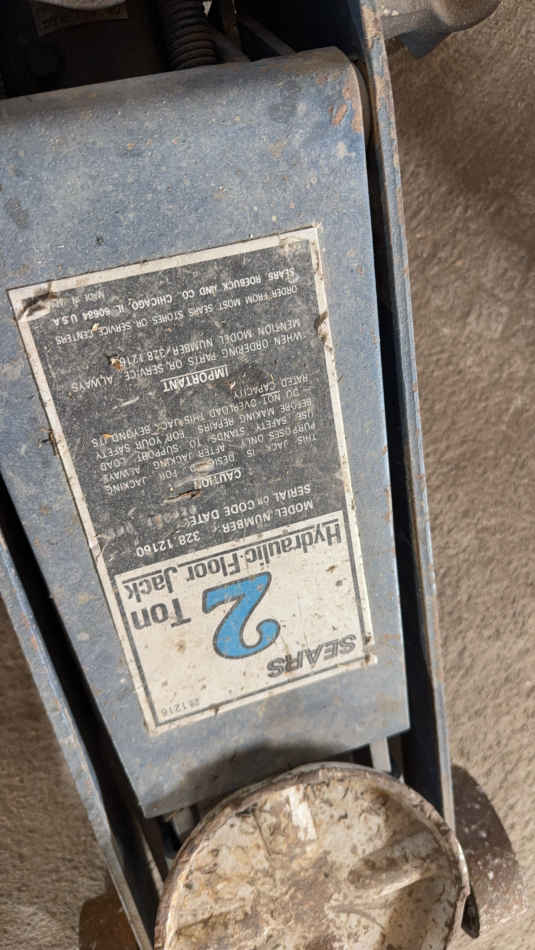 28 1216
SEARS
2 Ton
Hydraulic Floor Jack
MODEL NUMBER 328 12160
SERIAL OR CODE DATE
CAUTION
THIS JACK IS DESIGNED FOR JACKING
PURPOSES ONLY. AFTER JACKING, ALWAYS
USE SAFETY STANDS TO SUPPORT LOAD
BEFORE MAKING REPAIRS FOR YOUR SAFETY
DO NOT OVERLOAD THIS JACK BEYOND ITS
RATED CAPACITY
IMPORTANT
WHEN ORDERING PARTS OR SERVICE ALWAYS
MENTION MODEL NUMBER 328 12160
ORDER FROM MOST SEARS STORES OR SERVICE CENTERS
SEARS, ROEBUCK AND CO. CHICAGO, IL 60684 U.S.A.
MADE IN